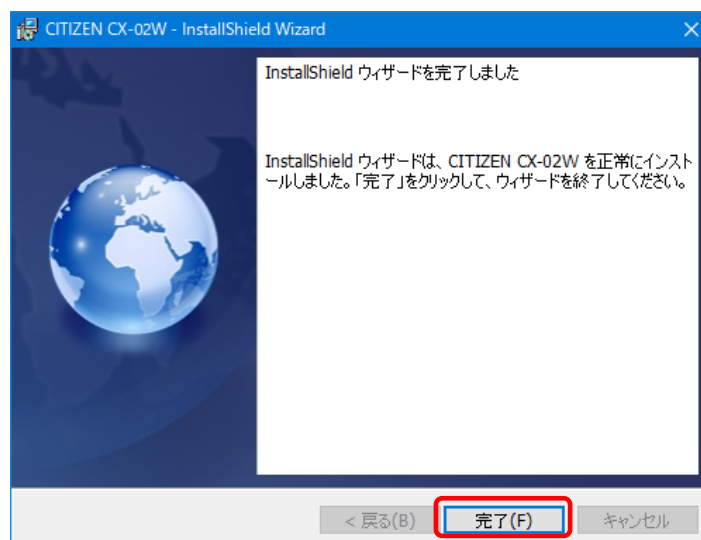 CITIZEN CX-02W - InstallShield Wizard
InstallShield ウィザードを完了しました
InstallShield ウィザードは、CITIZEN CX-02W を正常にインスト
ールしました。「完了」をクリックして、ウィザードを終了してください。
< 戻る(B)
完了(F)
キャンセル